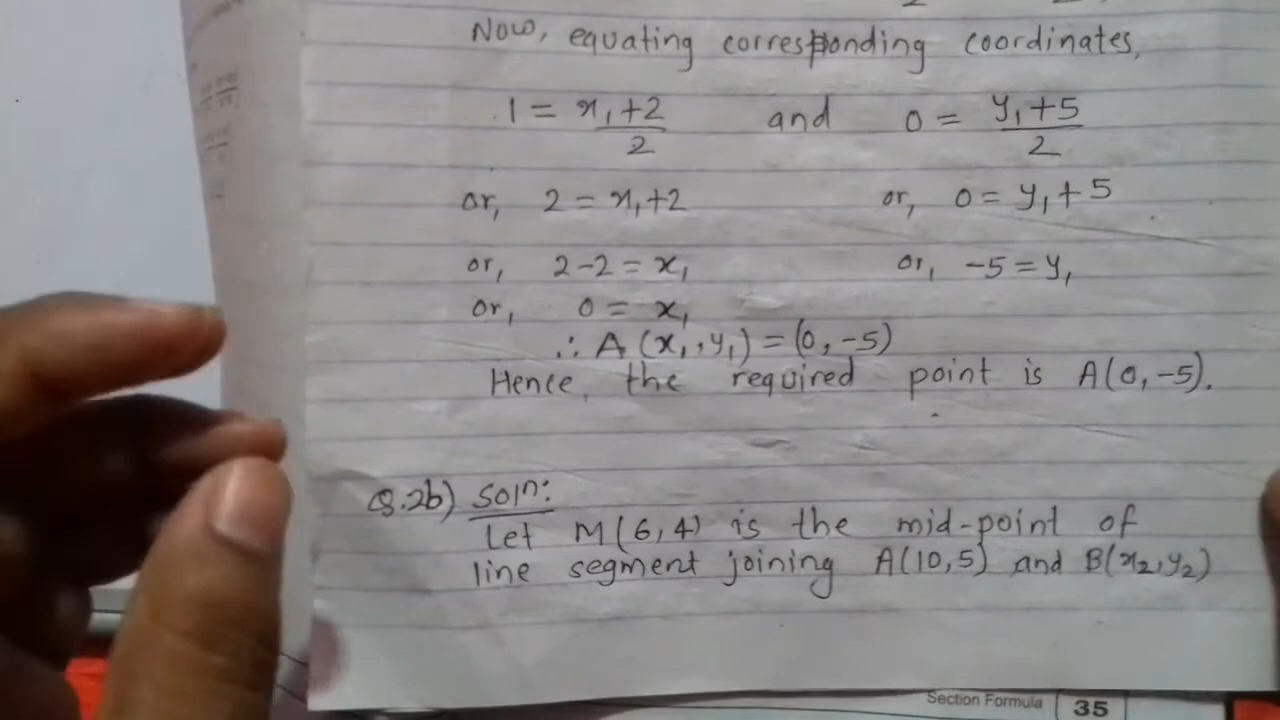 Now, equating corresponding coordinates,
1 = x₁+2/2 and 0 = y₁+5/2
or, 2 = x₁+2 or, 0 = y₁+5
or, 2-2 = x₁ or, -5 = y₁
or, 0 = x₁
∴ A (x₁, y₁) = (0, -5)
Hence, the required point is A(0, -5).
Q.2b) Soln:
Let M(6,4) is the mid-point of
line segment joining A(10,5) and B(x₂,y₂)
Section Formula 35